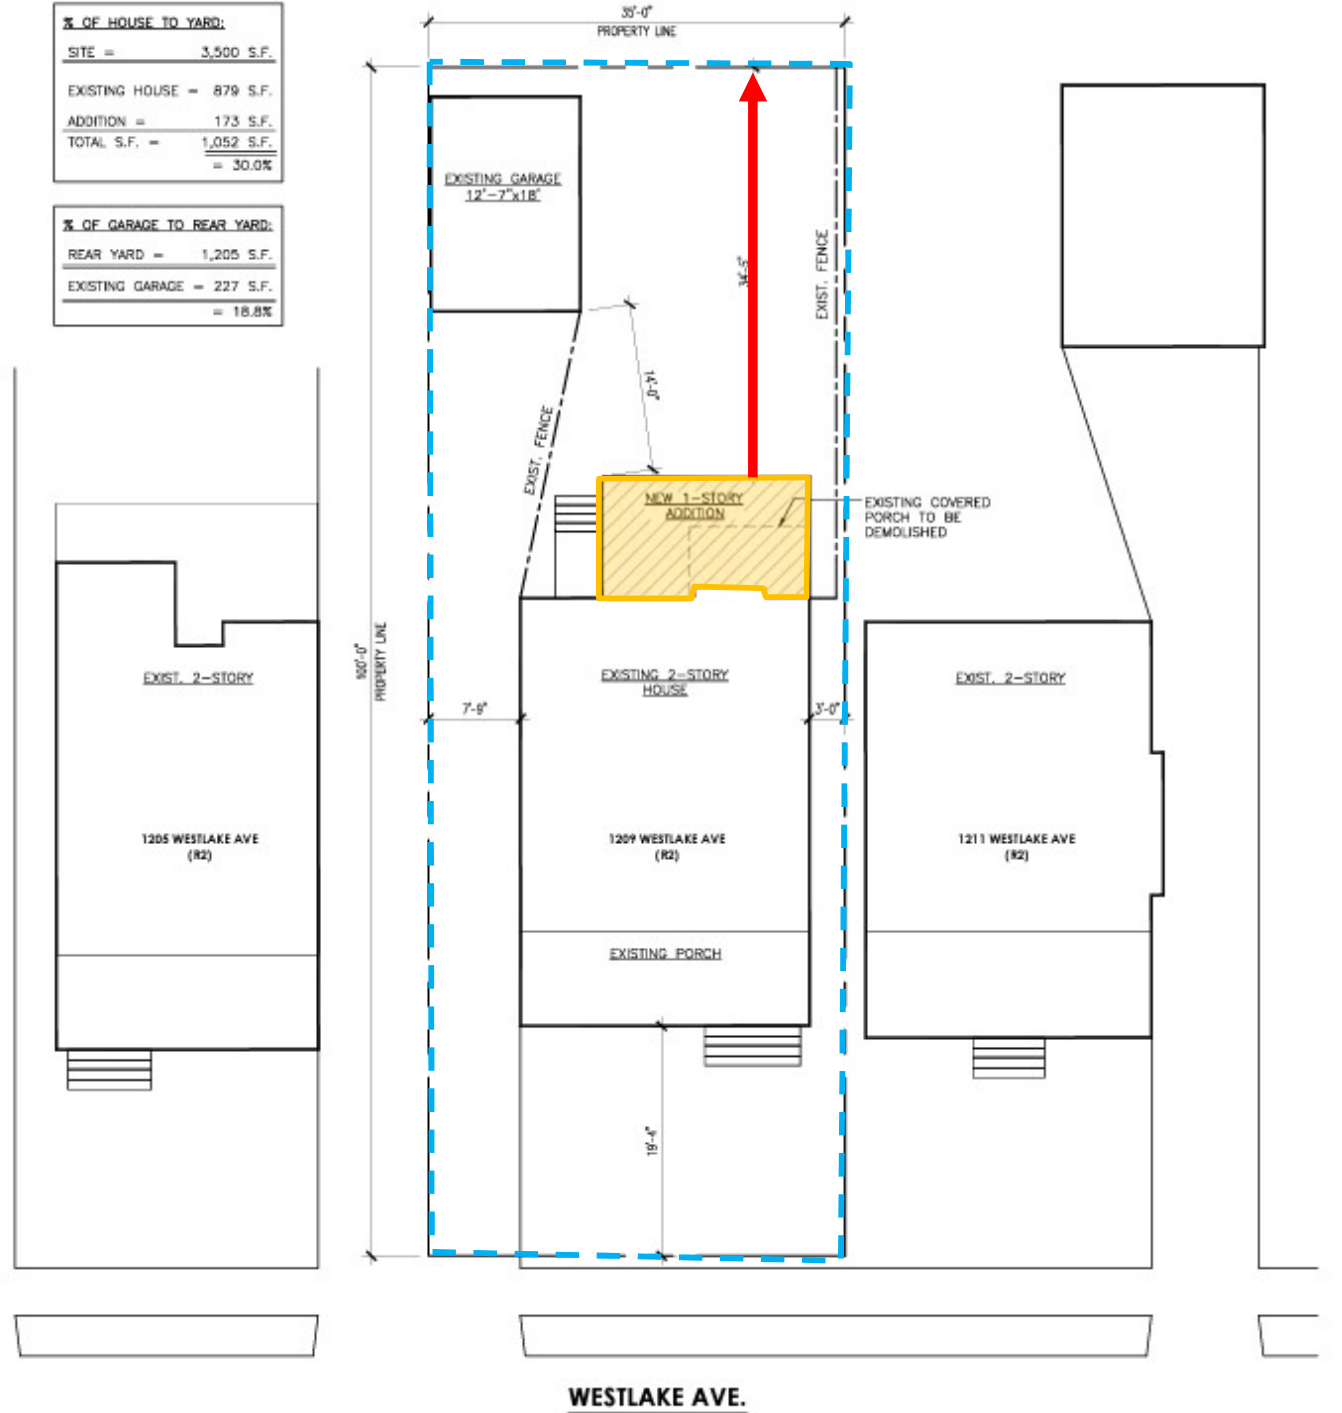 % OF HOUSE TO YARD:
SITE = 3,500 S.F.
EXISTING HOUSE = 879 S.F.
ADDITION = 173 S.F.
TOTAL S.F. = 1,052 S.F.
= 30.0%
% OF GARAGE TO REAR YARD:
REAR YARD = 1,205 S.F.
EXISTING GARAGE = 227 S.F.
= 18.8%
35'-0"
PROPERTY LINE
EXISTING GARAGE
12'-7"x18'
EXIST. FENCE
34'-5"
14'-0"
EXIST. FENCE
NEW 1-STORY
ADDITION
EXISTING COVERED
PORCH TO BE
DEMOLISHED
100'-0"
PROPERTY LINE
EXIST. 2-STORY
EXISTING 2-STORY
HOUSE
EXIST. 2-STORY
7'-9"
3'-0"
1205 WESTLAKE AVE
(R2)
1209 WESTLAKE AVE
(R2)
1211 WESTLAKE AVE
(R2)
EXISTING PORCH
19'-4"
WESTLAKE AVE.